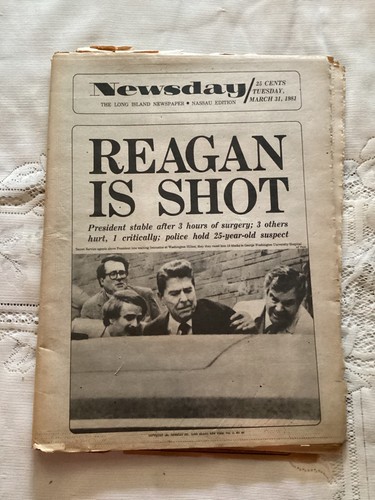 Newsday
25 CENTS
TUESDAY,
MARCH 31, 1981
THE LONG ISLAND NEWSPAPER • NASSAU EDITION
REAGAN
IS SHOT
President stable after 3 hours of surgery; 3 others
hurt, 1 critically; police hold 25-year-old suspect